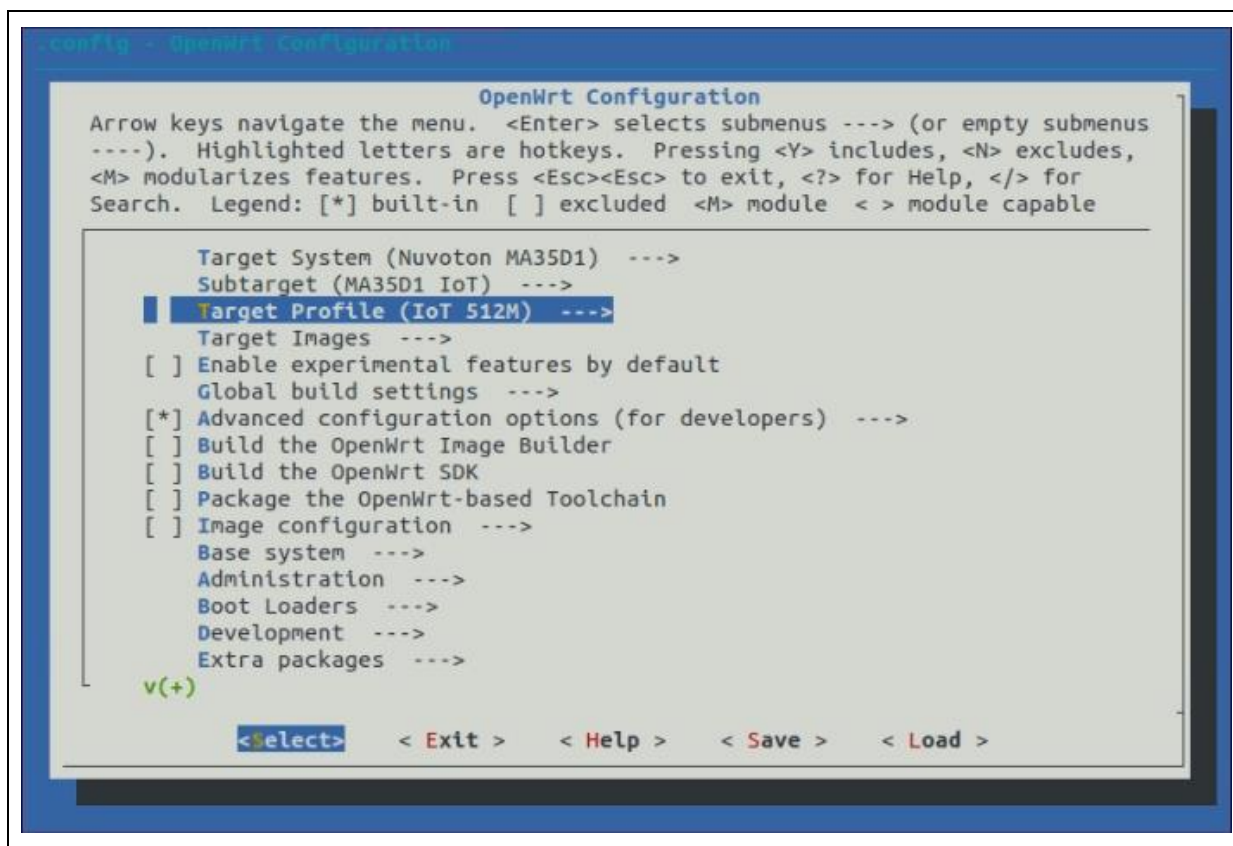 .config - OpenWrt Configuration
OpenWrt Configuration
Arrow keys navigate the menu.  <Enter> selects submenus ---> (or empty submenus
----).  Highlighted letters are hotkeys.  Pressing <Y> includes, <N> excludes,
<M> modularizes features.  Press <Esc><Esc> to exit, <?> for Help, </> for
Search.  Legend: [*] built-in  [ ] excluded  <M> module  < > module capable
Target System (Nuvoton MA35D1)  --->
Subtarget (MA35D1 IoT)  --->
Target Profile (IoT 512M)  --->
Target Images  --->
[ ] Enable experimental features by default
Global build settings  --->
[*] Advanced configuration options (for developers)  --->
[ ] Build the OpenWrt Image Builder
[ ] Build the OpenWrt SDK
[ ] Package the OpenWrt-based Toolchain
[ ] Image configuration  --->
Base system  --->
Administration  --->
Boot Loaders  --->
Development  --->
Extra packages  --->
v(+)
<Select>    < Exit >    < Help >    < Save >    < Load >